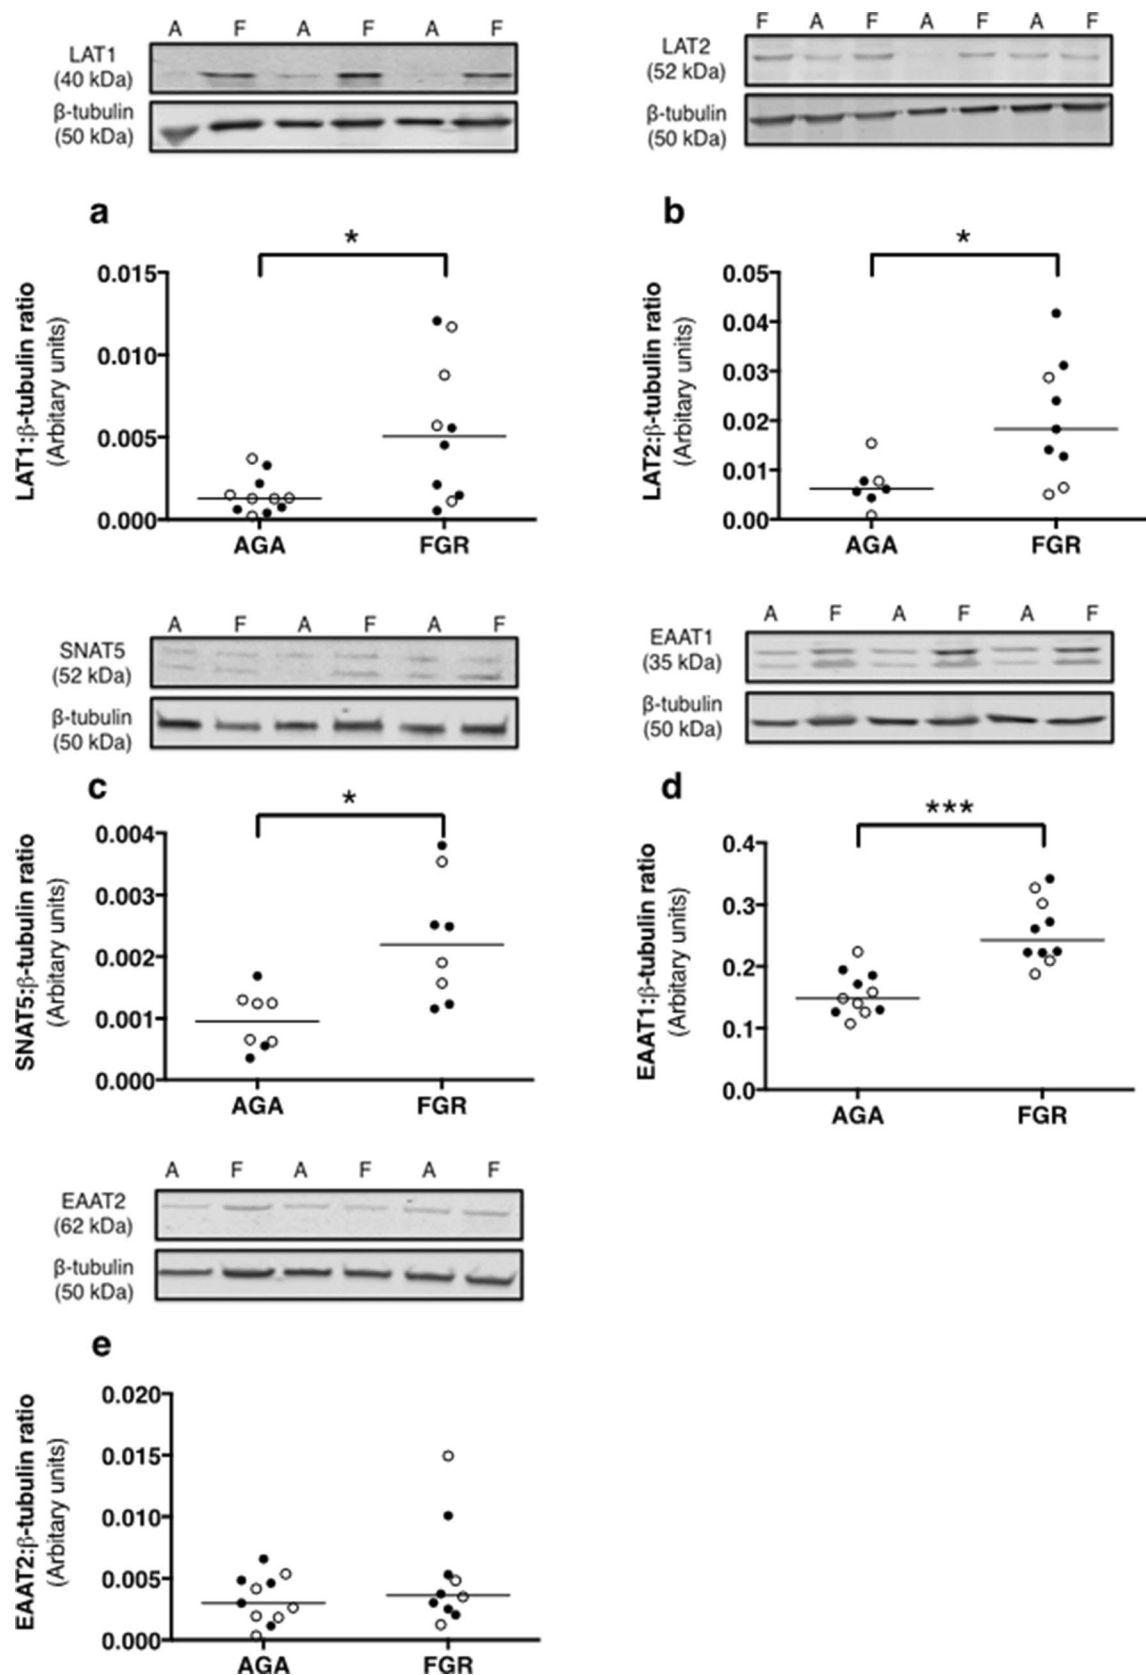 A F A F A F
LAT1
(40 kDa)
β-tubulin
(50 kDa)
F A F A F A F
LAT2
(52 kDa)
β-tubulin
(50 kDa)
a
*
LAT1:β-tubulin ratio
(Arbitary units)
0.015
0.010
0.005
0.000
AGA FGR
b
*
LAT2:β-tubulin ratio
(Arbitary units)
0.05
0.04
0.03
0.02
0.01
0.00
AGA FGR
A F A F A F
SNAT5
(52 kDa)
β-tubulin
(50 kDa)
A F A F A F
EAAT1
(35 kDa)
β-tubulin
(50 kDa)
c
*
SNAT5:β-tubulin ratio
(Arbitary units)
0.004
0.003
0.002
0.001
0.000
AGA FGR
d
***
EAAT1:β-tubulin ratio
(Arbitary units)
0.4
0.3
0.2
0.1
0.0
AGA FGR
A F A F A F
EAAT2
(62 kDa)
β-tubulin
(50 kDa)
e
EAAT2:β-tubulin ratio
(Arbitary units)
0.020
0.015
0.010
0.005
0.000
AGA FGR